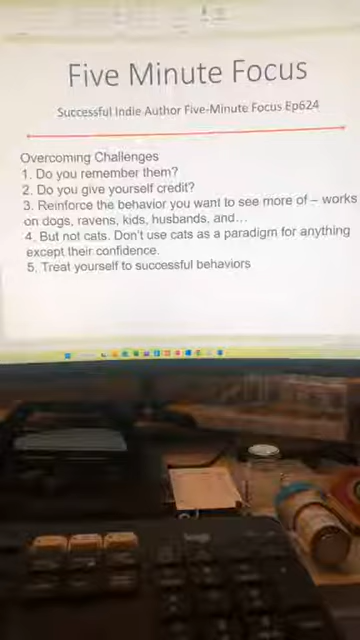 Five Minute Focus
Successful Indie Author Five-Minute Focus Ep624
Overcoming Challenges
1. Do you remember them?
2. Do you give yourself credit?
3. Reinforce the behavior you want to see more of – works
on dogs, ravens, kids, husbands, and…
4. But not cats. Don't use cats as a paradigm for anything
except their confidence.
5. Treat yourself to successful behaviors